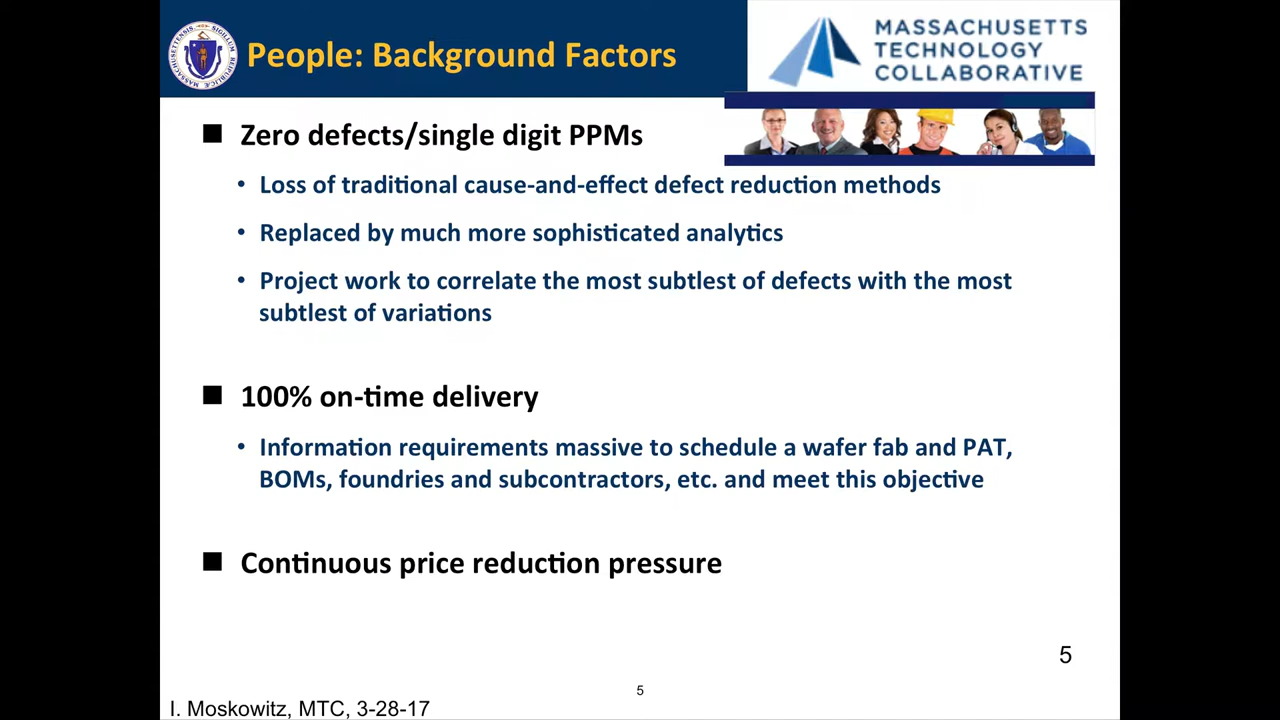 People: Background Factors
MASSACHUSETTS
TECHNOLOGY
COLLABORATIVE
■ Zero defects/single digit PPMs
• Loss of traditional cause-and-effect defect reduction methods
• Replaced by much more sophisticated analytics
• Project work to correlate the most subtlest of defects with the most
subtlest of variations
■ 100% on-time delivery
• Information requirements massive to schedule a wafer fab and PAT,
BOMs, foundries and subcontractors, etc. and meet this objective
■ Continuous price reduction pressure
5
5
I. Moskowitz, MTC, 3-28-17